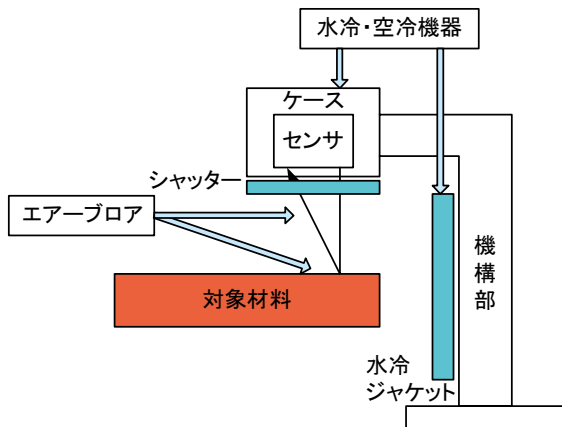 水冷・空冷機器
ケース
センサ
シャッター
エアーブロア
対象材料
機構部
水冷
ジャケット